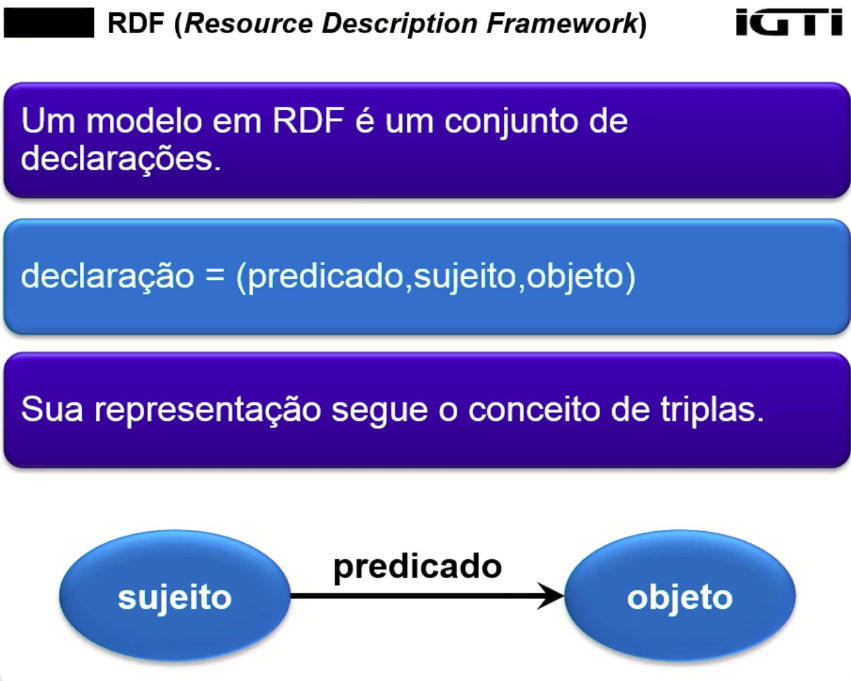 RDF (Resource Description Framework)
iGTi
Um modelo em RDF é um conjunto de
declarações.
declaração = (predicado,sujeito,objeto)
Sua representação segue o conceito de triplas.
predicado
sujeito
objeto